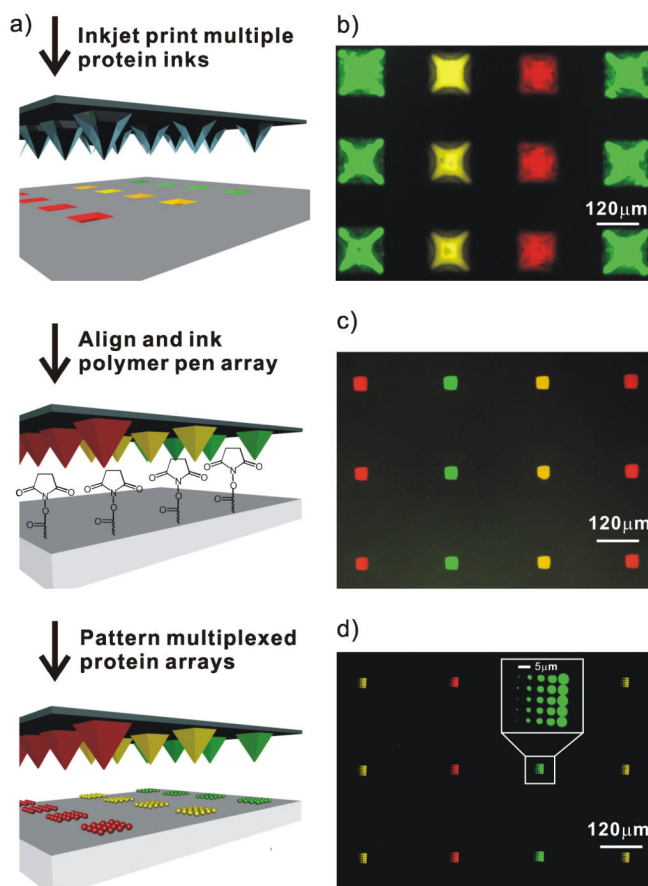 a)
Inkjet print multiple
protein inks
b)
120μm
Align and ink
polymer pen array
O N O
O N O
O N O
O N O
O
O
O
O
O
O
O
O
c)
120μm
Pattern multiplexed
protein arrays
d)
5μm
120μm